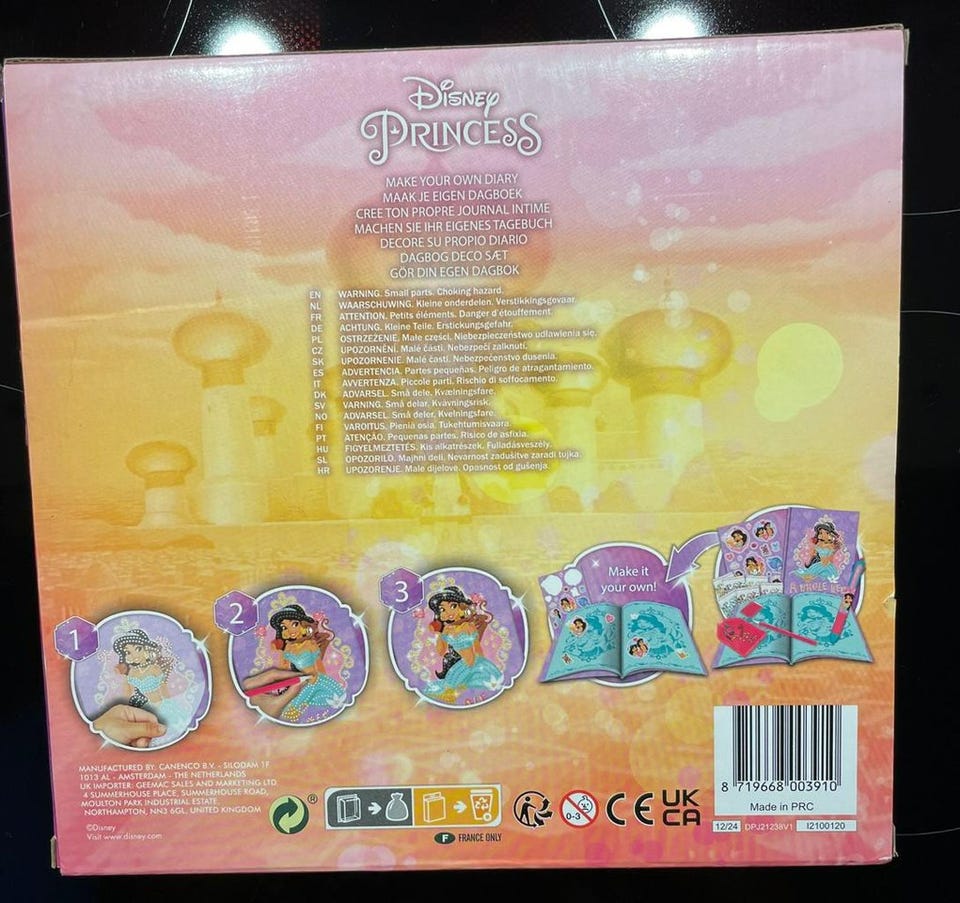 Disney
PRINCESS
MAKE YOUR OWN DIARY
MAAK JE EIGEN DAGBOEK
CREE TON PROPRE JOURNAL INTIME
MACHEN SIE IHR EIGENES TAGEBUCH
DECORE SU PROPIO DIARIO
DAGBOG DECO SÆT
GÖR DIN EGEN DAGBOK
EN WARNING. Small parts. Choking hazard.
NL WAARSCHUWING. Kleine onderdelen. Verstikkingsgevaar.
FR ATTENTION. Petits éléments. Danger d'étouffement.
DE ACHTUNG. Kleine Teile. Erstickungsgefahr.
PL OSTRZEŻENIE. Małe części. Niebezpieczeństwo udławienia się.
CZ UPOZORNĚNÍ. Malé části. Nebezpečí zalknutí.
SK UPOZORNENIE. Malé časti. Nebezpečenstvo dusenia.
ES ADVERTENCIA. Partes pequeñas. Peligro de atragantamiento.
IT AVVERTENZA. Piccole parti. Rischio di soffocamento.
DK ADVARSEL. Små dele. Kvælningsfare.
SV VARNING. Små delar. Kvävningsrisk.
NO ADVARSEL. Små deler. Kvelningsfare.
FI VAROITUS. Pieniä osia. Tukehtumisvaara.
PT ATENÇÃO. Pequenas partes. Risco de asfixia.
HU FIGYELMEZTETÉS. Kis alkatrészek. Fulladásveszély.
SL OPOZORILO. Majhni deli. Nevarnost zadušitve zaradi tujka.
HR UPOZORENJE. Male dijelove. Opasnost od gušenja.
1
2
3
Make it
your own!
A WHOLE NEW
MANUFACTURED BY: CANENCO B.V. - SILODAM 1F
1013 AL - AMSTERDAM - THE NETHERLANDS
UK IMPORTER: GEEMAC SALES AND MARKETING LTD
4 SUMMERHOUSE PLACE, SUMMERHOUSE ROAD,
MOULTON PARK INDUSTRIAL ESTATE,
NORTHAMPTON, NN3 6GL, UNITED KINGDOM
©Disney
Visit www.disney.com
®
F FRANCE ONLY
0-3
CE
UK
CA
8 719668 003910
Made in PRC
12/24 DPJ21238V1 I2100120